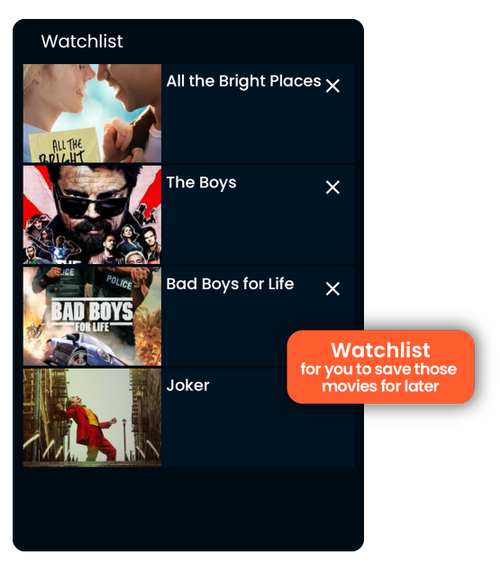 Watchlist
All the Bright Places
ALL THE
BRIGHT
The Boys
THE
Bad Boys for Life
POLICE
BAD BOYS
FOR LIFE
Watchlist
for you to save those
movies for later
Joker